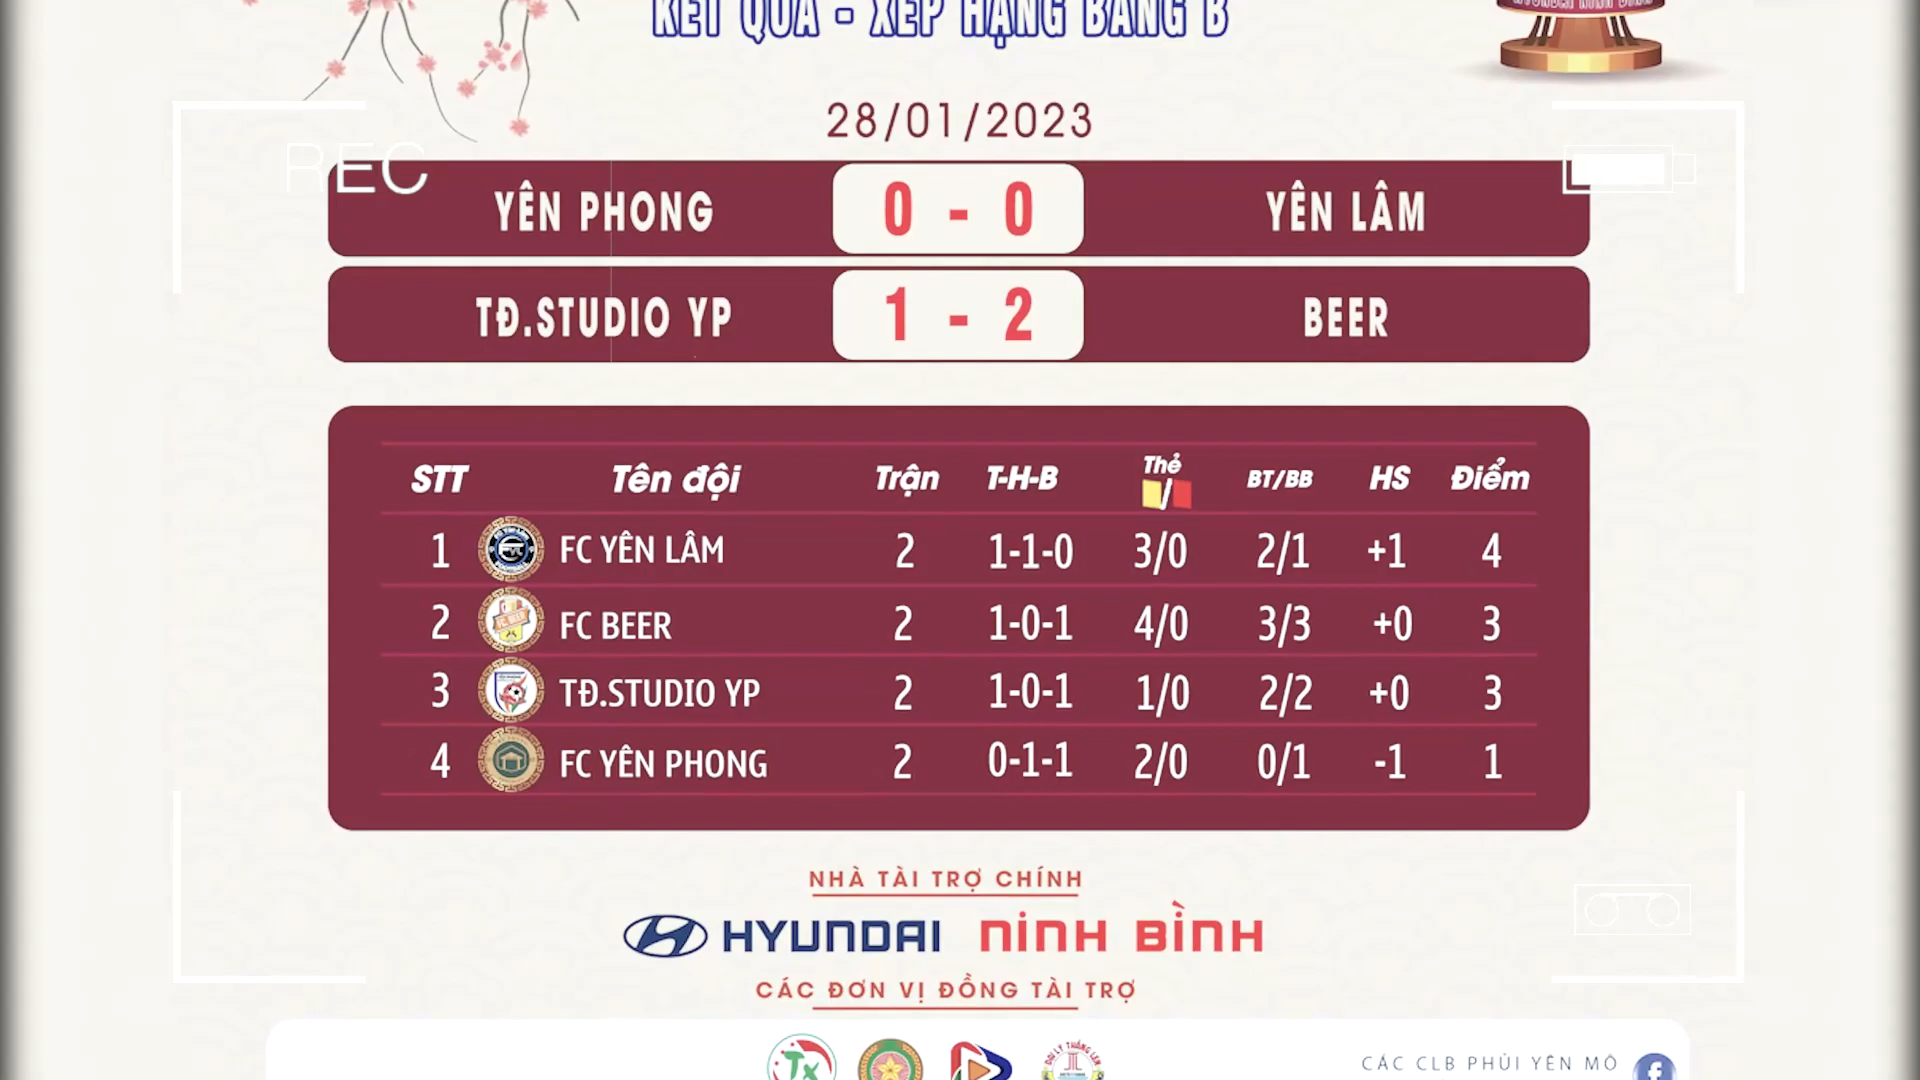 KẾT QUẢ - XẾP HẠNG BẢNG B
HYUNDAI NINH BÌNH
28/01/2023
REC
YÊN PHONG 0 - 0 YÊN LÂM
TĐ.STUDIO YP 1 - 2 BEER
STT Tên đội Trận T-H-B Thẻ BT/BB HS Điểm
1 FC YÊN LÂM 2 1-1-0 3/0 2/1 +1 4
2 FC BEER 2 1-0-1 4/0 3/3 +0 3
3 TĐ.STUDIO YP 2 1-0-1 1/0 2/2 +0 3
4 FC YÊN PHONG 2 0-1-1 2/0 0/1 -1 1
NHÀ TÀI TRỢ CHÍNH
HYUNDAI NINH BÌNH
CÁC ĐƠN VỊ ĐỒNG TÀI TRỢ
TX
CÁC CLB PHỦI YÊN MÔ